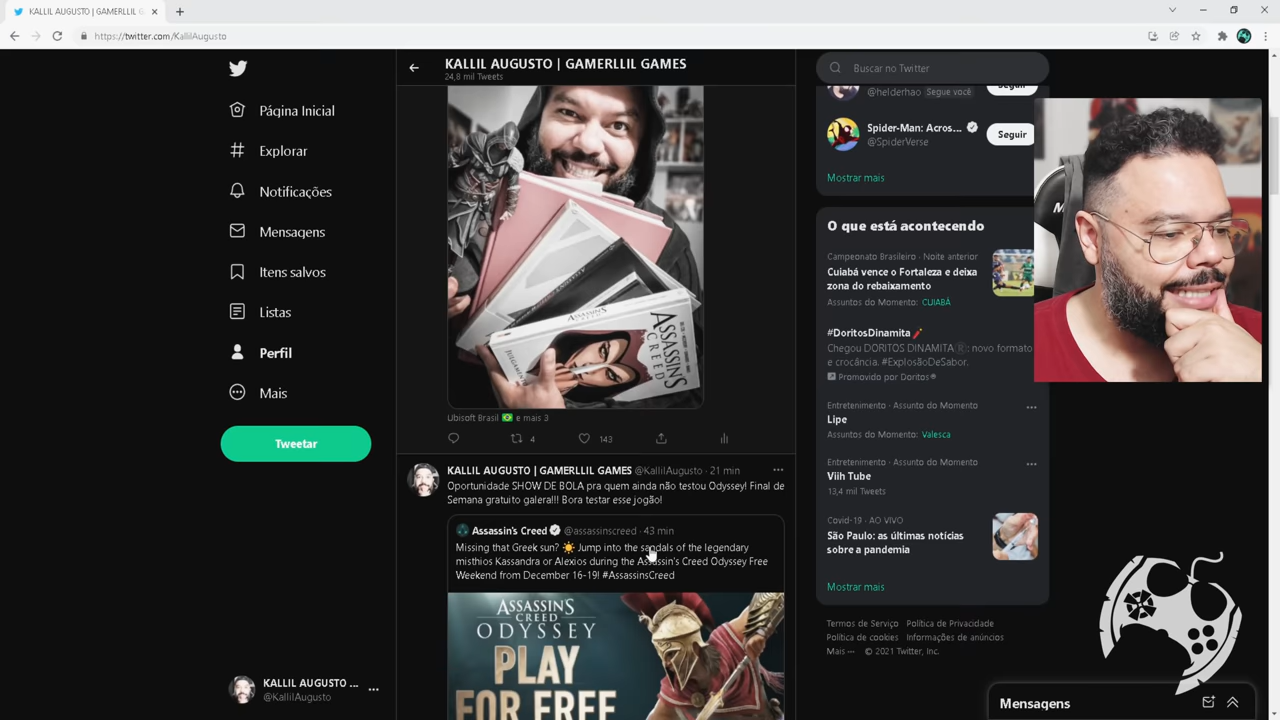 KALLIL AUGUSTO | GAMERLLIL G
https://twitter.com/KallilAugusto
KALLIL AUGUSTO | GAMERLLIL GAMES
24,8 mil Tweets
Página Inicial
Explorar
Notificações
Mensagens
Itens salvos
Listas
Perfil
Mais
Tweetar
KALLIL AUGUSTO ...
@KallilAugusto
ASSASSIN'S CREED
Ubisoft Brasil 🇧🇷 e mais 3
4
143
KALLIL AUGUSTO | GAMERLLIL GAMES @KallilAugusto · 21 min
Oportunidade SHOW DE BOLA pra quem ainda não testou Odyssey! Final de
Semana gratuito galera!!! Bora testar esse jogão!
Assassin's Creed @assassinscreed · 43 min
Missing that Greek sun? ☀️ Jump into the sandals of the legendary
misthios Kassandra or Alexios during the Assassin's Creed Odyssey Free
Weekend from December 16-19! #AssassinsCreed
ASSASSIN'S CREED
ODYSSEY
PLAY
FOR FREE
Buscar no Twitter
@helderhao Segue você
Seguir
Spider-Man: Acros...
@SpiderVerse
Seguir
Mostrar mais
O que está acontecendo
Campeonato Brasileiro · Noite anterior
Cuiabá vence o Fortaleza e deixa
zona do rebaixamento
Assuntos do Momento: CUIABÁ
#DoritosDinamita🧨
Chegou DORITOS DINAMITA®: novo formato
e crocância. #ExplosãoDeSabor.
Promovido por Doritos®
Entretenimento · Assunto do Momento
Lipe
Assuntos do Momento: Valesca
Entretenimento · Assunto do Momento
Viih Tube
13,4 mil Tweets
Covid-19 · AO VIVO
São Paulo: as últimas notícias
sobre a pandemia
Mostrar mais
Termos de Serviço Política de Privacidade
Política de cookies Informações de anúncios
Mais ··· © 2021 Twitter, Inc.
Mensagens